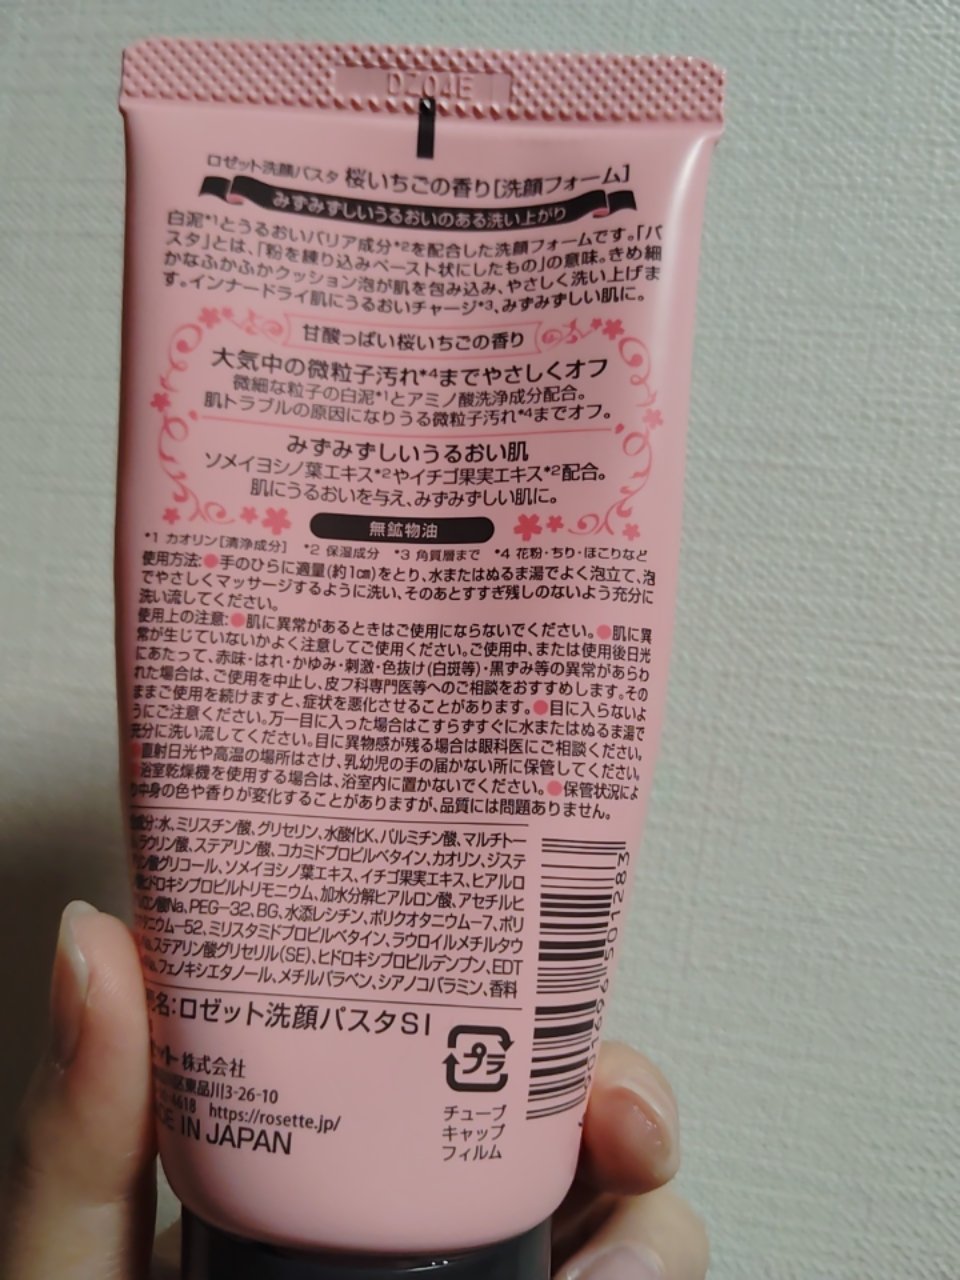 DZ04E
ロゼット洗顔パスタ 桜いちごの香り[洗顔フォーム]
みずみずしいうるおいのある洗い上がり
白泥*1とうるおいバリア成分*2を配合した洗顔フォームです。「パ
スタ」とは、「粉を練り込みペースト状にしたもの」の意味。きめ細
かなふかふかクッション泡が肌を包み込み、やさしく洗い上げま
す。インナードライ肌にうるおいチャージ*3、みずみずしい肌に。
甘酸っぱい桜いちごの香り
大気中の微粒子汚れ*4までやさしくオフ
微細な粒子の白泥*1とアミノ酸洗浄成分配合。
肌トラブルの原因になりうる微粒子汚れ*4までオフ。
みずみずしいうるおい肌
ソメイヨシノ葉エキス*2やイチゴ果実エキス*2配合。
肌にうるおいを与え、みずみずしい肌に。
無鉱物油
*1 カオリン[清浄成分] *2 保湿成分 *3 角質層まで *4 花粉・ちり・ほこりなど
使用方法:●手のひらに適量(約1㎝)をとり、水またはぬるま湯でよく泡立て、泡
でやさしくマッサージするように洗い、そのあとすすぎ残しのないよう充分に
洗い流してください。
使用上の注意:●肌に異常があるときはご使用にならないでください。●肌に異
常が生じていないかよく注意してご使用ください。ご使用中、または使用後日光
にあたって、赤味・はれ・かゆみ・刺激・色抜け(白斑等)・黒ずみ等の異常があらわ
れた場合は、ご使用を中止し、皮フ科専門医等へのご相談をおすすめします。その
ままご使用を続けますと、症状を悪化させることがあります。●目に入らないよ
うにご注意ください。万一目に入った場合はこすらずすぐに水またはぬるま湯で
充分に洗い流してください。目に異物感が残る場合は眼科医にご相談ください。
●直射日光や高温の場所はさけ、乳幼児の手の届かない所に保管してください。
●浴室乾燥機を使用する場合は、浴室内に置かないでください。●保管状況によ
り中身の色や香りが変化することがありますが、品質には問題ありません。
成分:水、ミリスチン酸、グリセリン、水酸化K、パルミチン酸、マルチトー
ラウリン酸、ステアリン酸、コカミドプロピルベタイン、カオリン、ジステ
酸グリコール、ソメイヨシノ葉エキス、イチゴ果実エキス、ヒアルロ
ヒドロキシプロピルトリモニウム、加水分解ヒアルロン酸、アセチルヒ
ロン酸Na、PEG-32、BG、水添レシチン、ポリクオタニウム-7、ポリ
タニウム-52、ミリスタミドプロピルベタイン、ラウロイルメチルタウ
ステアリン酸グリセリル(SE)、ヒドロキシプロピルデンプン、EDT
フェノキシエタノール、メチルパラベン、シアノコバラミン、香料
名:ロゼット洗顔パスタSI
ット株式会社
区東品川3-26-10
4618 https://rosette.jp/
DE IN JAPAN
プラ
チューブ
キャップ
フィルム
501283